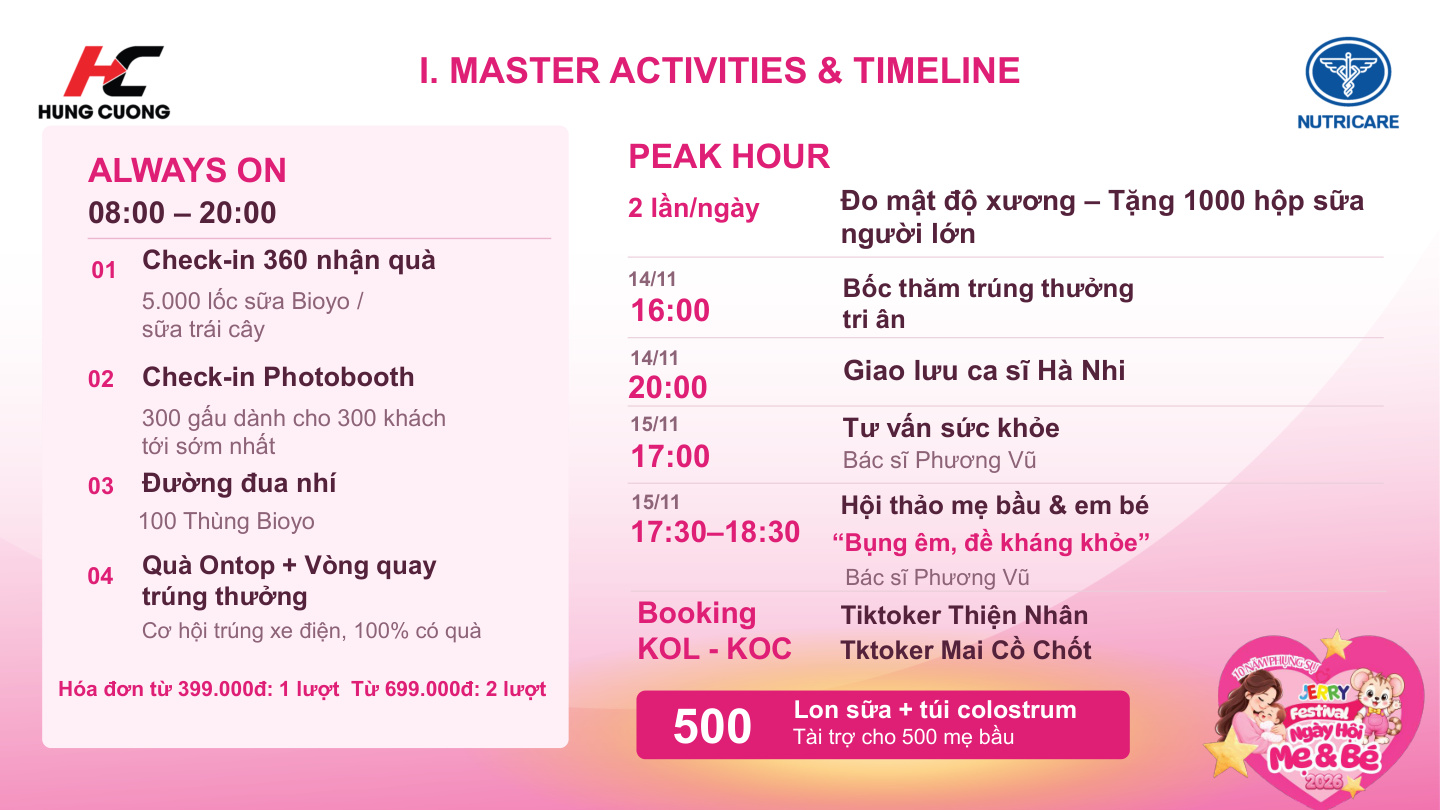 HC
HUNG CUONG
I. MASTER ACTIVITIES & TIMELINE
NUTRICARE
ALWAYS ON
08:00 – 20:00
01
Check-in 360 nhận quà
5.000 lốc sữa Bioyo /
sữa trái cây
02
Check-in Photobooth
300 gấu dành cho 300 khách
tới sớm nhất
03
Đường đua nhí
100 Thùng Bioyo
04
Quà Ontop + Vòng quay
trúng thưởng
Cơ hội trúng xe điện, 100% có quà
Hóa đơn từ 399.000đ: 1 lượt  Từ 699.000đ: 2 lượt
PEAK HOUR
2 lần/ngày
Đo mật độ xương – Tặng 1000 hộp sữa
người lớn
14/11
16:00
Bốc thăm trúng thưởng
tri ân
14/11
20:00
Giao lưu ca sĩ Hà Nhi
15/11
17:00
Tư vấn sức khỏe
Bác sĩ Phương Vũ
15/11
17:30–18:30
Hội thảo mẹ bầu & em bé
“Bụng êm, đề kháng khỏe”
Bác sĩ Phương Vũ
Booking
KOL - KOC
Tiktoker Thiện Nhân
Tktoker Mai Cồ Chốt
500
Lon sữa + túi colostrum
Tài trợ cho 500 mẹ bầu
10 NĂM PHỤNG SỰ
JERRY
Festival
Ngày Hội
Mẹ & Bé
2026